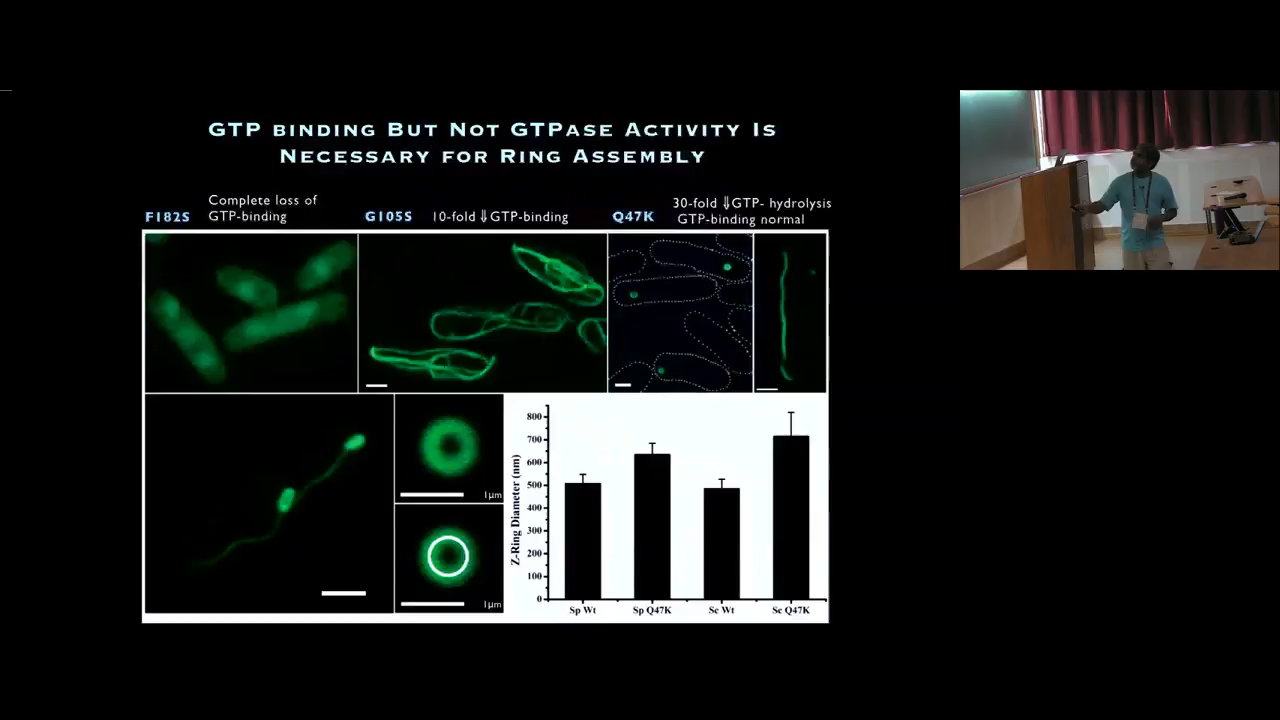 GTP BINDING BUT NOT GTPASE ACTIVITY IS
NECESSARY FOR RING ASSEMBLY
F182S
Complete loss of
GTP-binding
G105S
10-fold ⇓GTP-binding
Q47K
30-fold ⇓GTP- hydrolysis
GTP-binding normal
1µm
1µm
Z-Ring Diameter (nm)
800
700
600
500
400
300
200
100
0
Sp Wt
Sp Q47K
Sc Wt
Sc Q47K